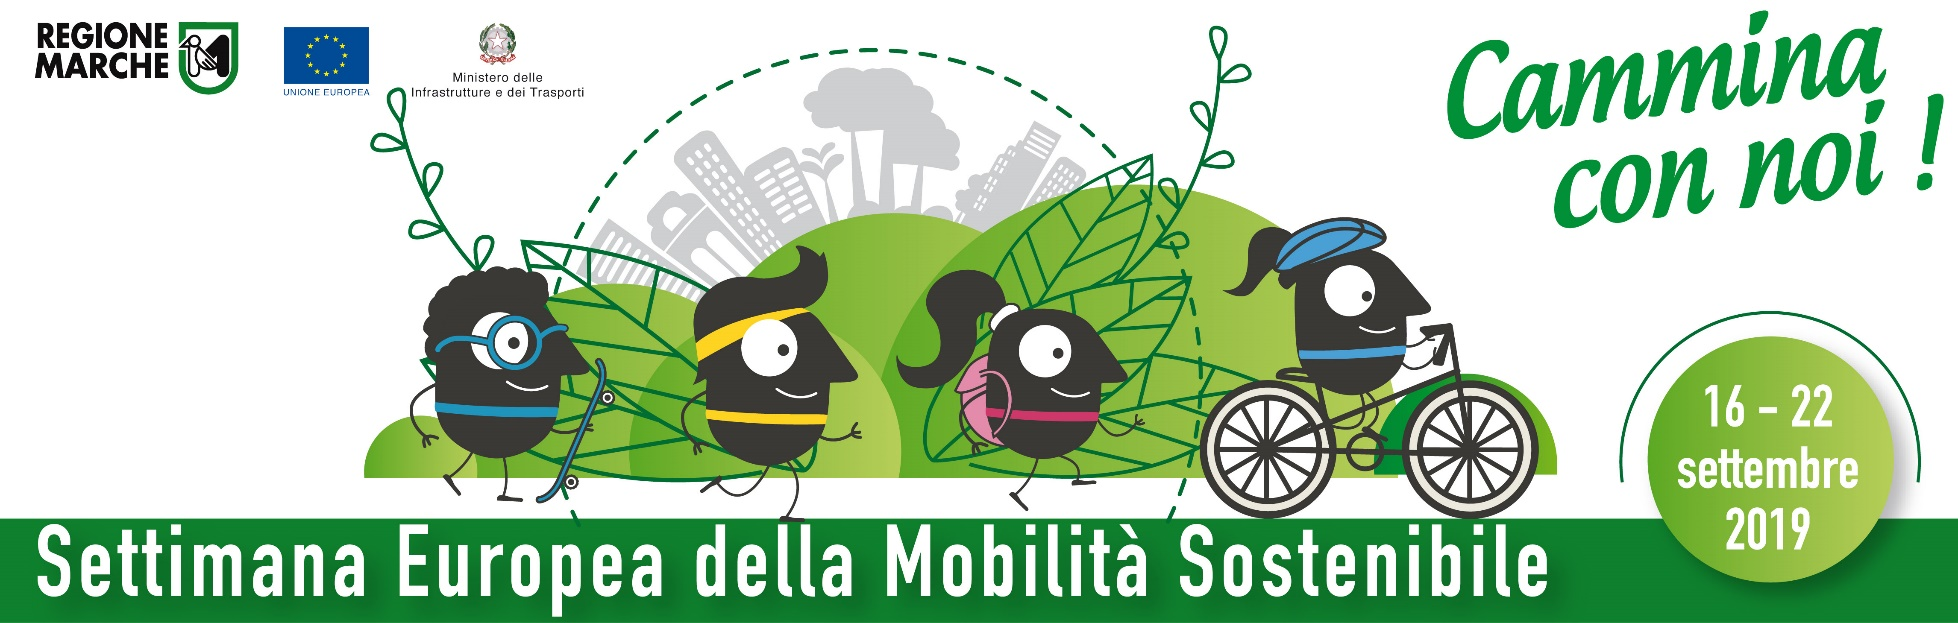 REGIONE
MARCHE
UNIONE EUROPEA
Ministero delle
Infrastrutture e dei Trasporti
Cammina
con noi !
16 – 22
settembre
2019
Settimana Europea della Mobilità Sostenibile